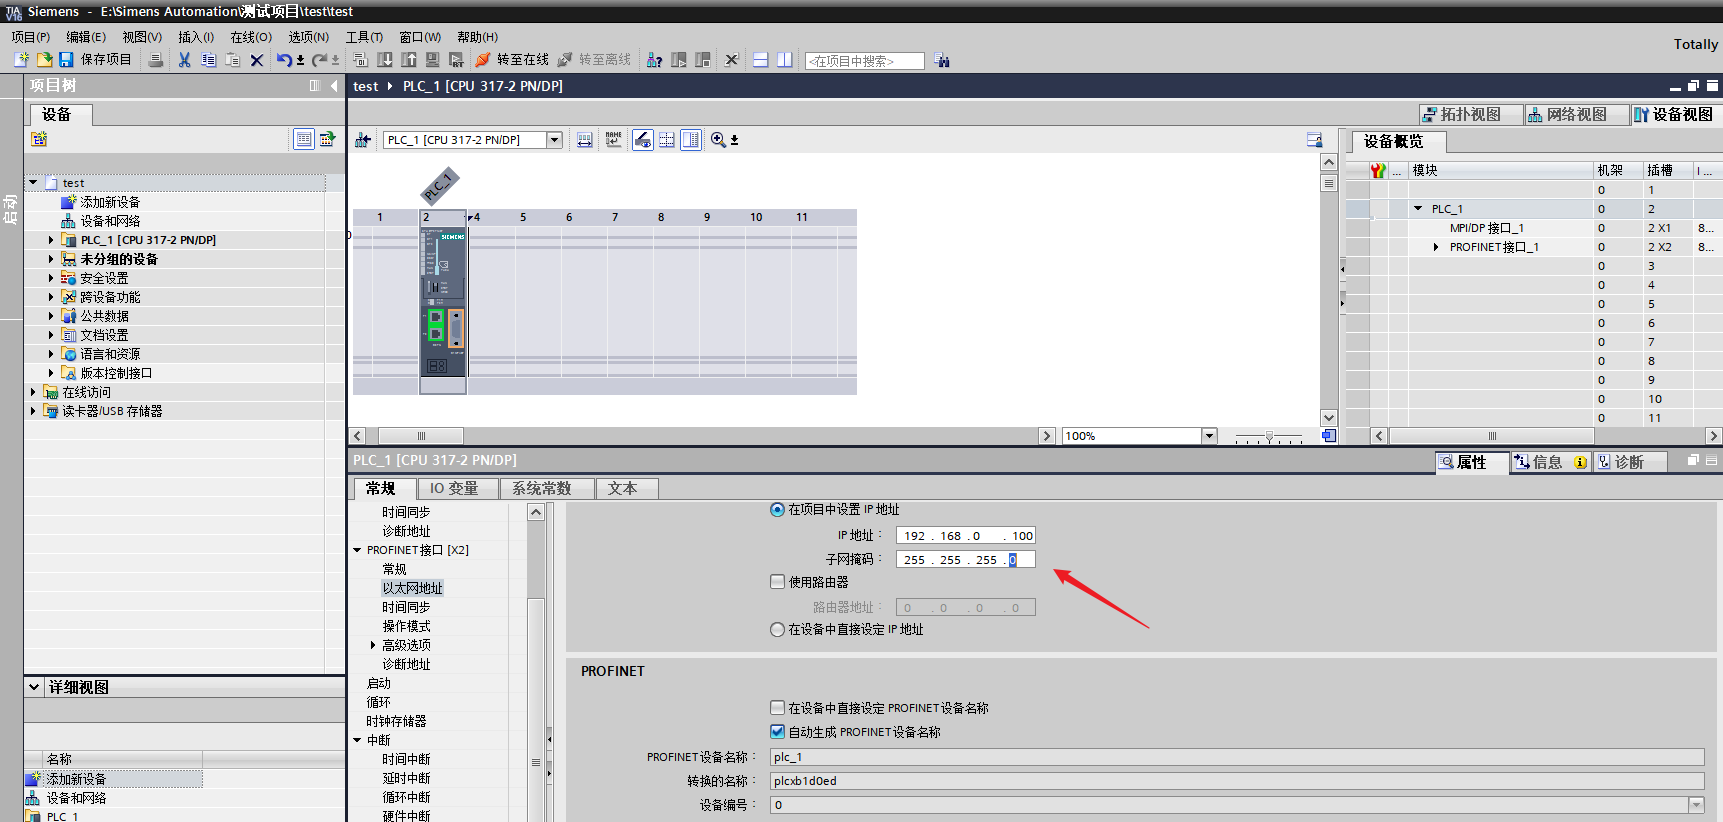 Siemens - E:\Simens Automation\测试项目\test\test
项目(P) 编辑(E) 视图(V) 插入(I) 在线(O) 选项(N) 工具(T) 窗口(W) 帮助(H)
Totally
保存项目 转至在线 转至离线 <在项目中搜索>
项目树
test PLC_1 [CPU 317-2 PN/DP]
设备
拓扑视图 网络视图 设备视图
PLC_1 [CPU 317-2 PN/DP]
设备概览
启动
test
添加新设备
设备和网络
PLC_1 [CPU 317-2 PN/DP]
未分组的设备
安全设置
跨设备功能
公共数据
文档设置
语言和资源
版本控制接口
在线访问
读卡器/USB 存储器
PLC_1
1 2 4 5 6 7 8 9 10 11
SIEMENS
100%
... 模块 机架 插槽 I ...
0 1
PLC_1 0 2
MPI/DP 接口_1 0 2 X1 8...
PROFINET接口_1 0 2 X2 8...
0 3
0 4
0 5
0 6
0 7
0 8
0 9
0 10
0 11
PLC_1 [CPU 317-2 PN/DP]
属性 信息 诊断
常规 IO 变量 系统常数 文本
时间同步
诊断地址
PROFINET接口 [X2]
常规
以太网地址
时间同步
操作模式
高级选项
诊断地址
启动
循环
时钟存储器
中断
时间中断
延时中断
循环中断
硬件中断
在项目中设置 IP 地址
IP 地址： 192 . 168 . 0 . 100
子网掩码： 255 . 255 . 255 . 0
使用路由器
路由器地址： 0 . 0 . 0 . 0
在设备中直接设定 IP 地址
PROFINET
在设备中直接设定 PROFINET设备名称
自动生成 PROFINET设备名称
PROFINET设备名称： plc_1
转换的名称： plcxb1d0ed
设备编号： 0
详细视图
名称
添加新设备
设备和网络
PLC_1